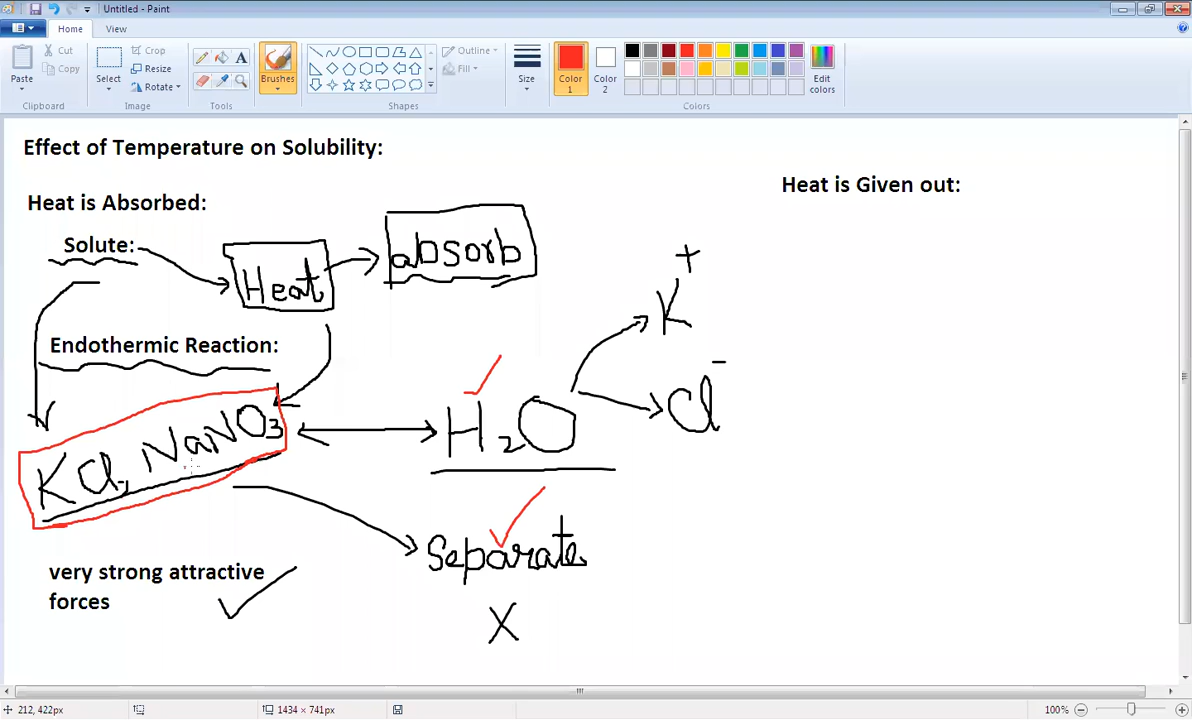 Untitled - Paint
Home View
Paste
Cut
Copy
Clipboard
Select
Crop
Resize
Rotate
Image
A
Tools
Brushes
Outline
Fill
Shapes
Size
Color 1
Color 2
Edit colors
Colors
Effect of Temperature on Solubility:
Heat is Given out:
Heat is Absorbed:
Solute:
Heat
absorb
K+
Endothermic Reaction:
KCl, NaNO3
H2O
Cl-
Separate
very strong attractive
forces
X
212, 422px
1434 × 741px
100%